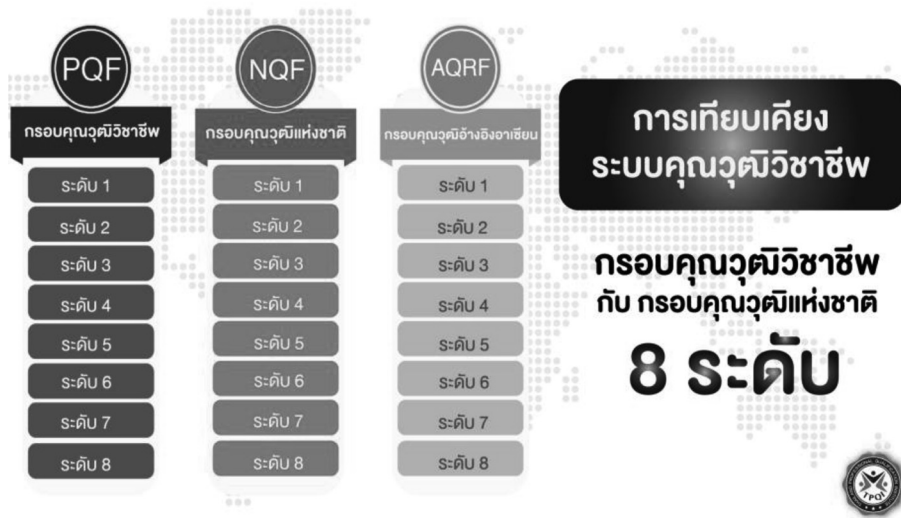 PQF
กรอบคุณวุฒิวิชาชีพ
ระดับ 1
ระดับ 2
ระดับ 3
ระดับ 4
ระดับ 5
ระดับ 6
ระดับ 7
ระดับ 8
NQF
กรอบคุณวุฒิแห่งชาติ
ระดับ 1
ระดับ 2
ระดับ 3
ระดับ 4
ระดับ 5
ระดับ 6
ระดับ 7
ระดับ 8
AQRF
กรอบคุณวุฒิอ้างอิงอาเซียน
ระดับ 1
ระดับ 2
ระดับ 3
ระดับ 4
ระดับ 5
ระดับ 6
ระดับ 7
ระดับ 8
การเทียบเคียง
ระบบคุณวุฒิวิชาชีพ
กรอบคุณวุฒิวิชาชีพ
กับ กรอบคุณวุฒิแห่งชาติ
8 ระดับ
TPQI